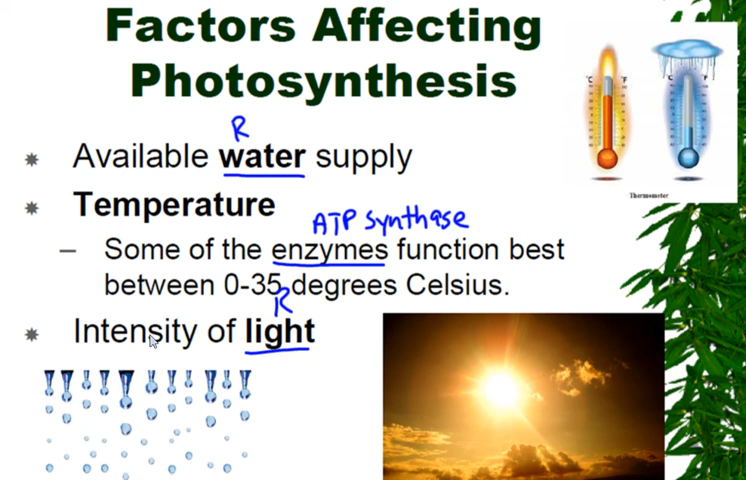 Factors Affecting
Photosynthesis
R
✷ Available water supply
✷ Temperature
ATP synthase
– Some of the enzymes function best
between 0-35 degrees Celsius.
R
✷ Intensity of light
°C °F °C °F
Thermometer